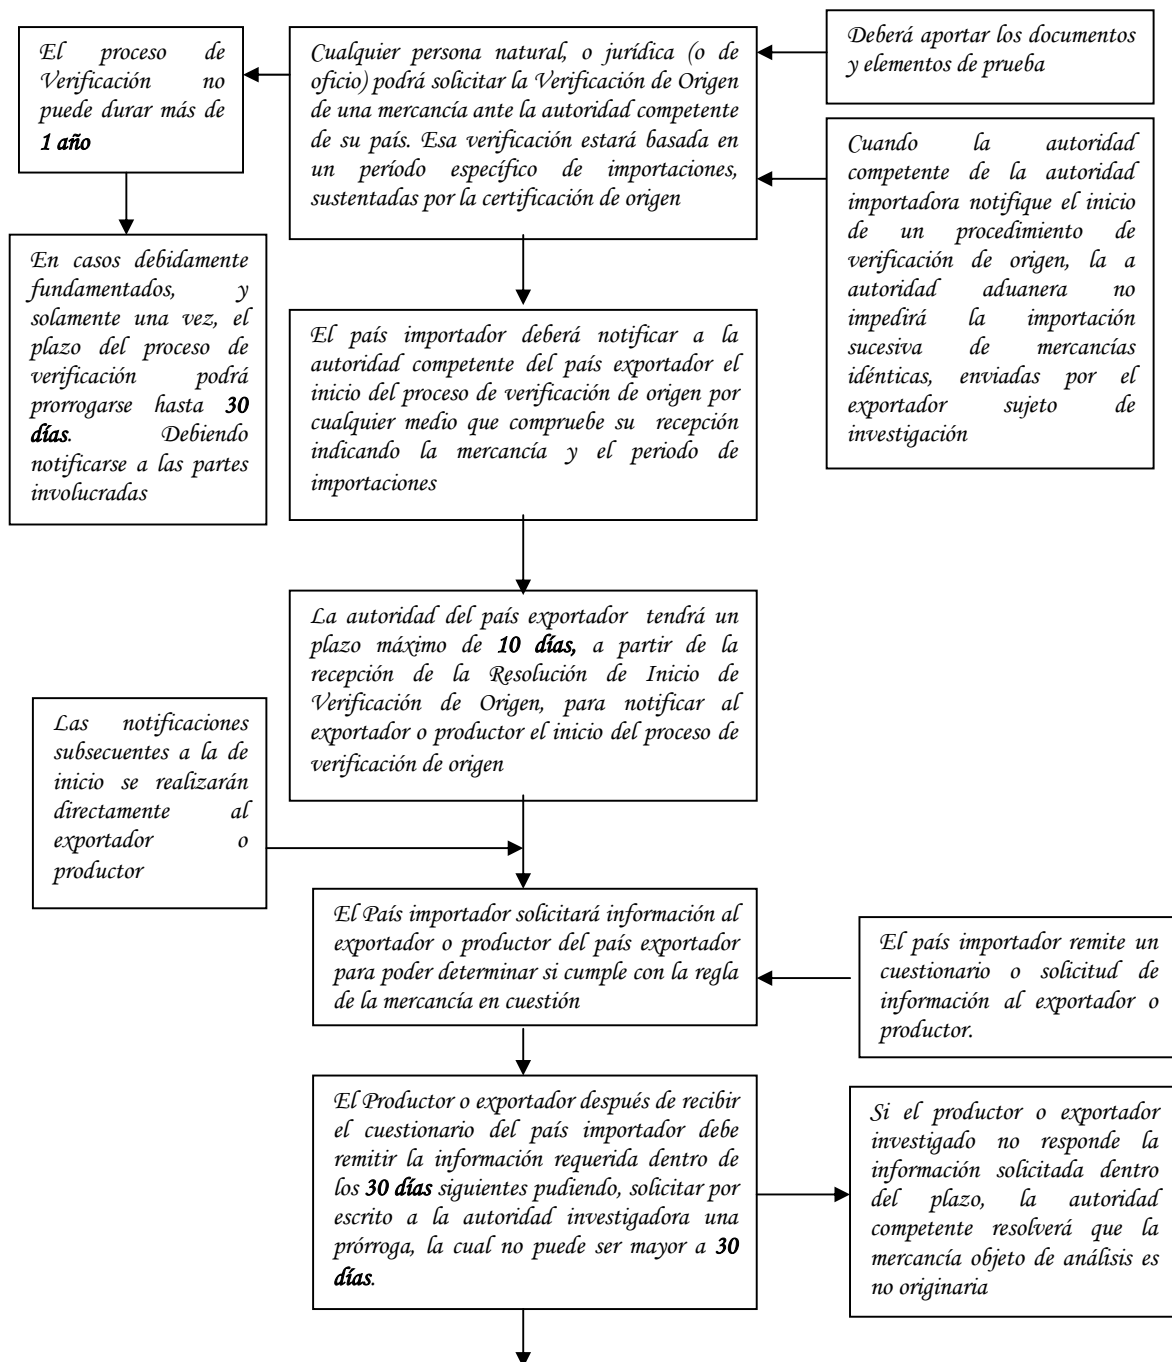 El proceso de
Verificación no
puede durar más de
1 año
Cualquier persona natural, o jurídica (o de
oficio) podrá solicitar la Verificación de Origen
de una mercancía ante la autoridad competente
de su país. Esa verificación estará basada en
un período específico de importaciones,
sustentadas por la certificación de origen
Deberá aportar los documentos
y elementos de prueba
Cuando la autoridad
competente de la autoridad
importadora notifique el inicio
de un procedimiento de
verificación de origen, la a
autoridad aduanera no
impedirá la importación
sucesiva de mercancías
idénticas, enviadas por el
exportador sujeto de
investigación
En casos debidamente
fundamentados, y
solamente una vez, el
plazo del proceso de
verificación podrá
prorrogarse hasta 30
días. Debiendo
notificarse a las partes
involucradas
El país importador deberá notificar a la
autoridad competente del país exportador el
inicio del proceso de verificación de origen por
cualquier medio que compruebe su recepción
indicando la mercancía y el periodo de
importaciones
La autoridad del país exportador tendrá un
plazo máximo de 10 días, a partir de la
recepción de la Resolución de Inicio de
Verificación de Origen, para notificar al
exportador o productor el inicio del proceso de
verificación de origen
Las notificaciones
subsecuentes a la de
inicio se realizarán
directamente al
exportador o
productor
El País importador solicitará información al
exportador o productor del país exportador
para poder determinar si cumple con la regla
de la mercancía en cuestión
El país importador remite un
cuestionario o solicitud de
información al exportador o
productor.
El Productor o exportador después de recibir
el cuestionario del país importador debe
remitir la información requerida dentro de
los 30 días siguientes pudiendo, solicitar por
escrito a la autoridad investigadora una
prórroga, la cual no puede ser mayor a 30
días.
Si el productor o exportador
investigado no responde la
información solicitada dentro
del plazo, la autoridad
competente resolverá que la
mercancía objeto de análisis es
no originaria